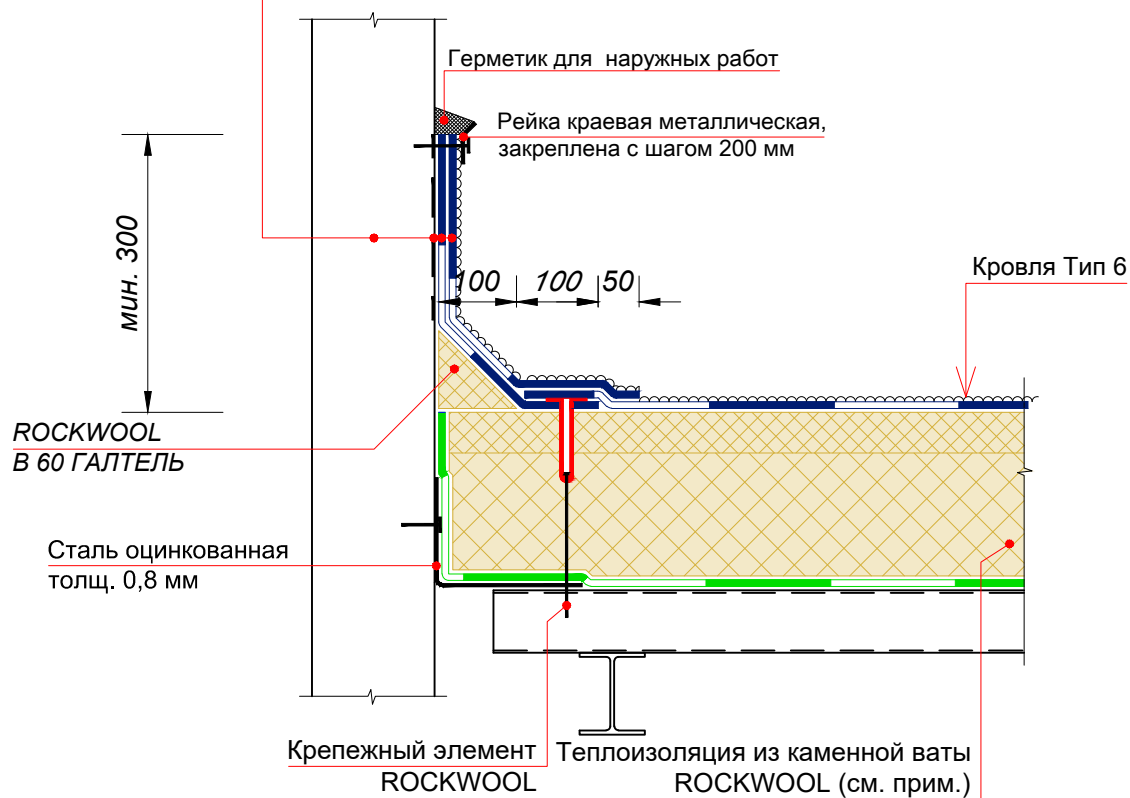 Герметик для наружных работ
Рейка краевая металлическая,
закреплена с шагом 200 мм
мин. 300
100 100 50
Кровля Тип 6
ROCKWOOL
В 60 ГАЛТЕЛЬ
Сталь оцинкованная
толщ. 0,8 мм
Крепежный элемент
ROCKWOOL
Теплоизоляция из каменной ваты
ROCKWOOL (см. прим.)